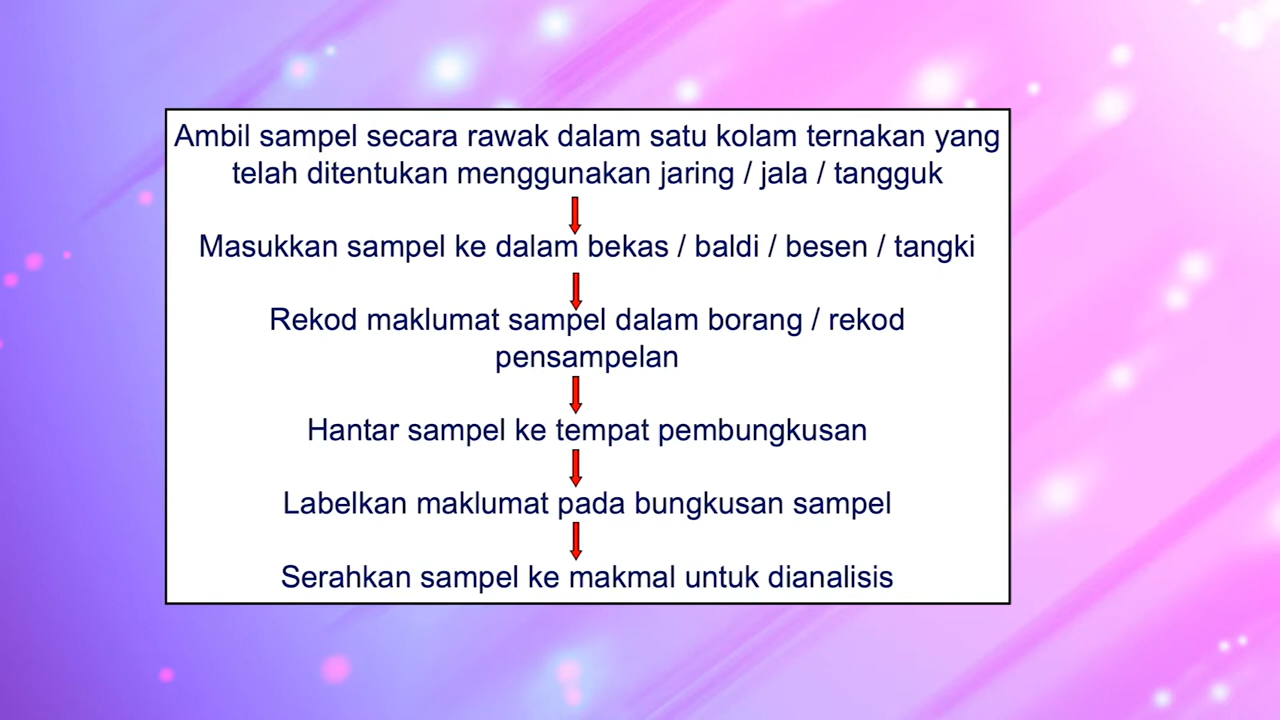 Ambil sampel secara rawak dalam satu kolam ternakan yang
telah ditentukan menggunakan jaring / jala / tangguk
Masukkan sampel ke dalam bekas / baldi / besen / tangki
Rekod maklumat sampel dalam borang / rekod
pensampelan
Hantar sampel ke tempat pembungkusan
Labelkan maklumat pada bungkusan sampel
Serahkan sampel ke makmal untuk dianalisis